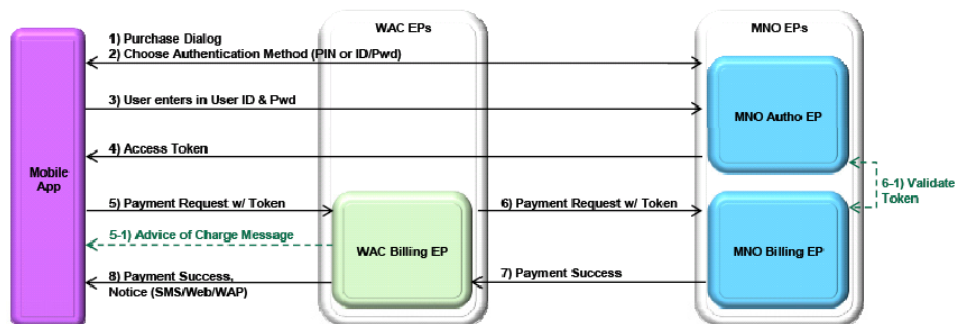 WAC EPs
MNO EPs
1) Purchase Dialog
2) Choose Authentication Method (PIN or ID/Pwd)
3) User enters in User ID & Pwd
MNO Autho EP
4) Access Token
Mobile
App
6-1) Validate
Token
5) Payment Request w/ Token
6) Payment Request w/ Token
5-1) Advice of Charge Message
WAC Billing EP
MNO Billing EP
8) Payment Success,
Notice (SMS/Web/WAP)
7) Payment Success